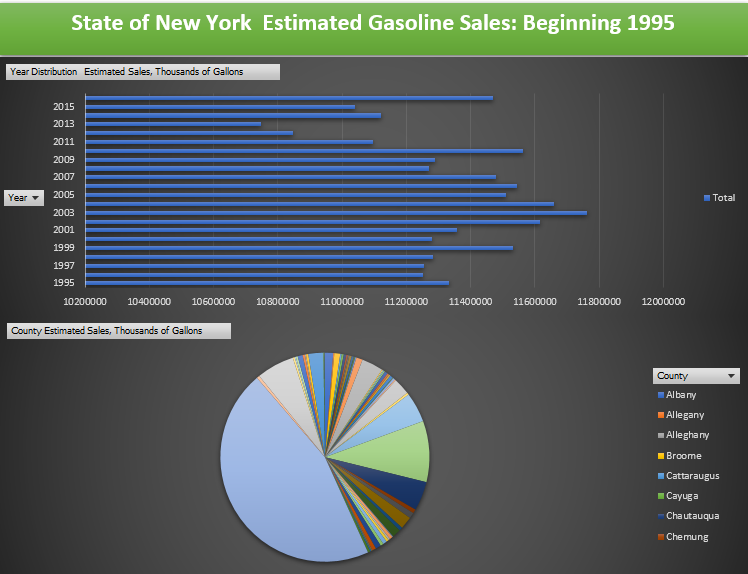 State of New York  Estimated Gasoline Sales: Beginning 1995
Year Distribution   Estimated Sales, Thousands of Gallons
2015
2013
2011
2009
2007
2005
2003
2001
1999
1997
1995
Year
Total
10200000 10400000 10600000 10800000 11000000 11200000 11400000 11600000 11800000 12000000
County Estimated Sales, Thousands of Gallons
County
Albany
Allegany
Alleghany
Broome
Cattaraugus
Cayuga
Chautauqua
Chemung